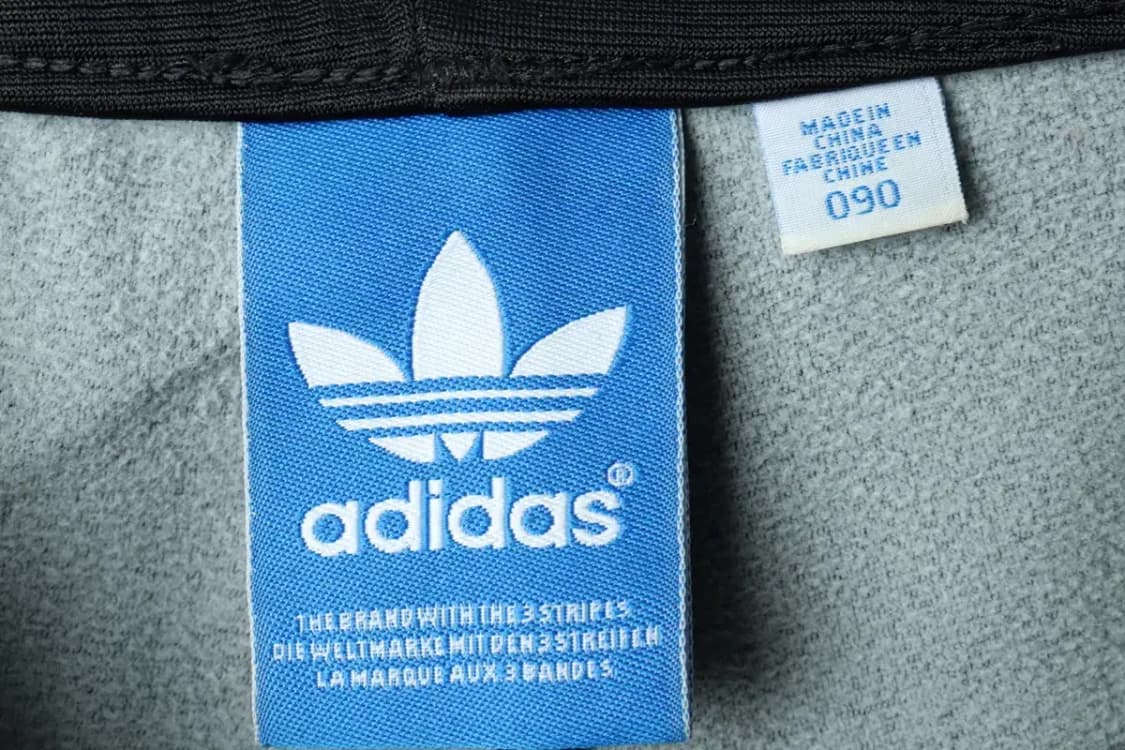 adidas®
THE BRAND WITH THE 3 STRIPES
DIE WELTMARKE MIT DEN 3 STREIFEN
LA MARQUE AUX 3 BANDES
MADE IN
CHINA
FABRIQUE EN
CHINE
090